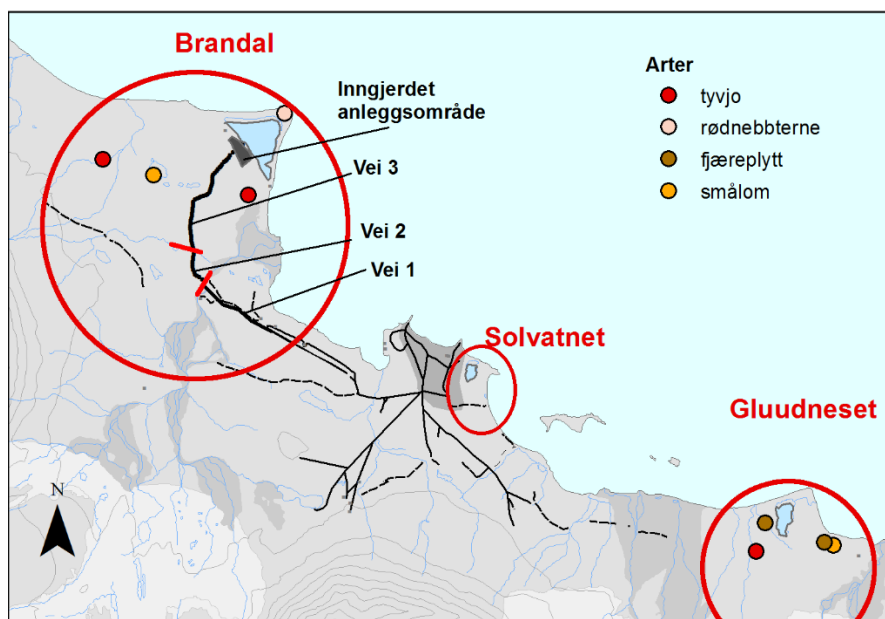 Brandal
Inngjerdet
anleggsområde
Vei 3
Vei 2
Vei 1
Arter
tyvjo
rødnebbterne
fjæreplytt
smålom
Solvatnet
Gluudneset
N